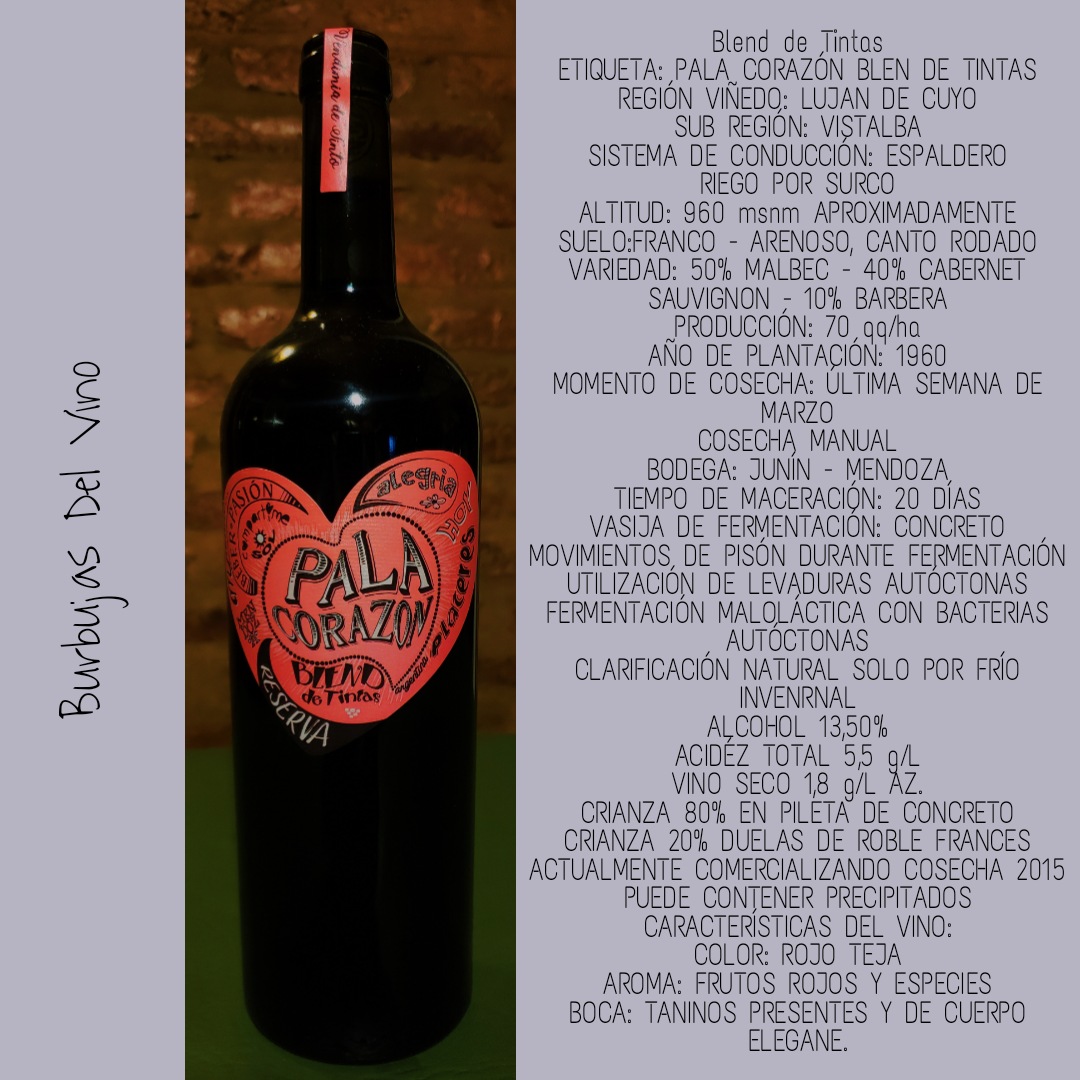 Burbujas Del Vino
Vendimia de Tinto
PASIÓN
alegria
HOY
compartime
SOL
placeres
PALA
CORAZON
BLEND
de Tintas
argentina
RESERVA
Blend de Tintas
ETIQUETA: PALA CORAZÓN BLEN DE TINTAS
REGIÓN VIÑEDO: LUJAN DE CUYO
SUB REGIÓN: VISTALBA
SISTEMA DE CONDUCCIÓN: ESPALDERO
RIEGO POR SURCO
ALTITUD: 960 msnm APROXIMADAMENTE
SUELO:FRANCO - ARENOSO, CANTO RODADO
VARIEDAD: 50% MALBEC - 40% CABERNET
SAUVIGNON - 10% BARBERA
PRODUCCIÓN: 70 qq/ha
AÑO DE PLANTACIÓN: 1960
MOMENTO DE COSECHA: ÚLTIMA SEMANA DE
MARZO
COSECHA MANUAL
BODEGA: JUNÍN - MENDOZA
TIEMPO DE MACERACIÓN: 20 DÍAS
VASIJA DE FERMENTACIÓN: CONCRETO
MOVIMIENTOS DE PISÓN DURANTE FERMENTACIÓN
UTILIZACIÓN DE LEVADURAS AUTÓCTONAS
FERMENTACIÓN MALOLÁCTICA CON BACTERIAS
AUTÓCTONAS
CLARIFICACIÓN NATURAL SOLO POR FRÍO
INVENRNAL
ALCOHOL 13,50%
ACIDÉZ TOTAL 5,5 g/L
VINO SECO 1,8 g/L AZ.
CRIANZA 80% EN PILETA DE CONCRETO
CRIANZA 20% DUELAS DE ROBLE FRANCES
ACTUALMENTE COMERCIALIZANDO COSECHA 2015
PUEDE CONTENER PRECIPITADOS
CARACTERÍSTICAS DEL VINO:
COLOR: ROJO TEJA
AROMA: FRUTOS ROJOS Y ESPECIES
BOCA: TANINOS PRESENTES Y DE CUERPO
ELEGANE.